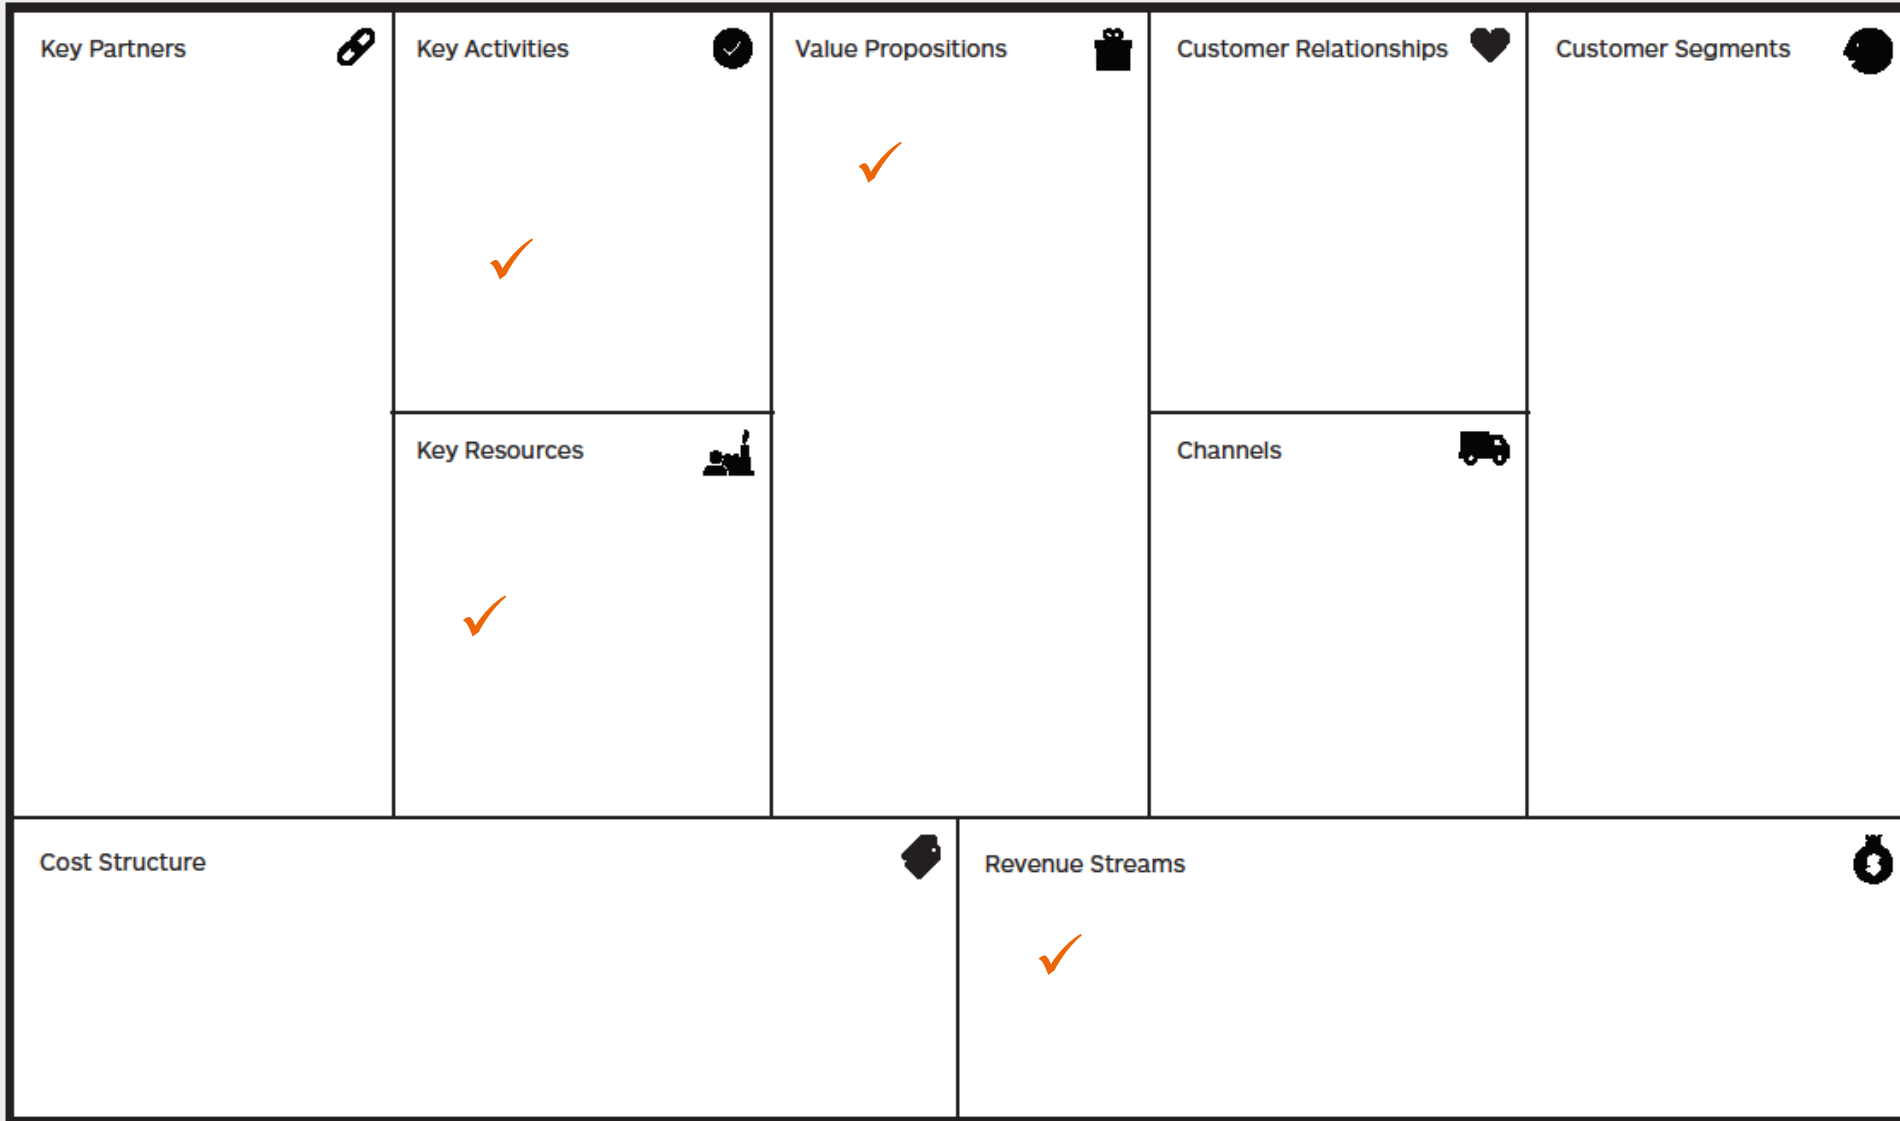 Key Partners
Key Activities
Value Propositions
Customer Relationships
Customer Segments
Key Resources
Channels
Cost Structure
Revenue Streams